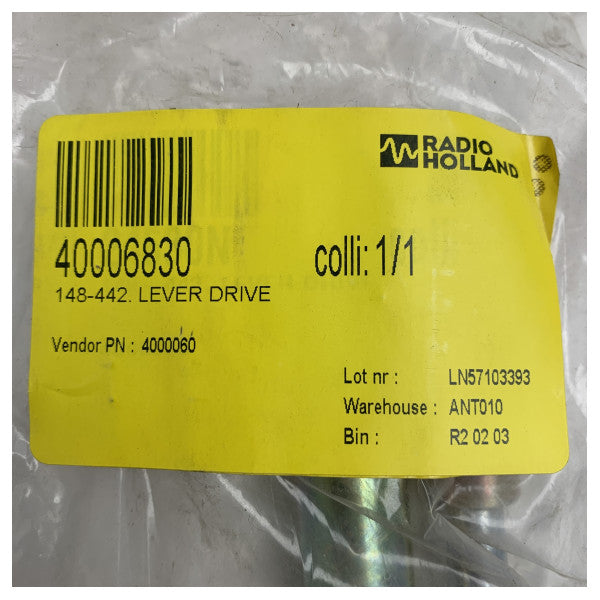 RADIO
HOLLAND
40006830
colli: 1/1
148-442. LEVER DRIVE
Vendor PN : 4000060
Lot nr : LN57103393
Warehouse : ANT010
Bin : R2 02 03